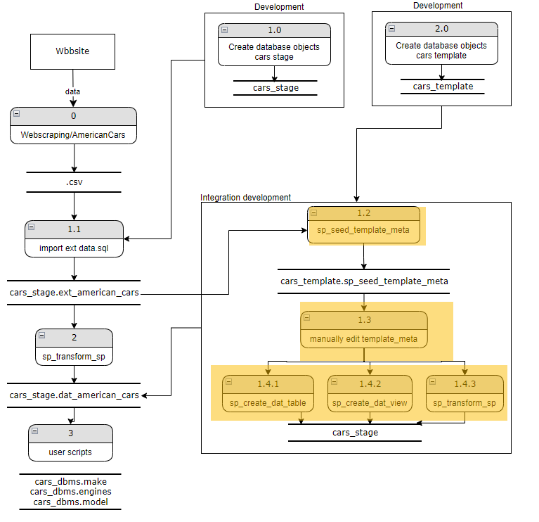 Development
1.0
Create database objects
cars stage
cars_stage
Development
2.0
Create database objects
cars template
cars_template
Wbbsite
data
0
Webscraping/AmericanCars
.csv
1.1
import ext data.sql
cars_stage.ext_american_cars
2
sp_transform_sp
cars_stage.dat_american_cars
3
user scripts
cars_dbms.make
cars_dbms.engines
cars_dbms.model
Integration development
1.2
sp_seed_template_meta
cars_template.sp_seed_template_meta
1.3
manually edit template_meta
1.4.1
sp_create_dat_table
1.4.2
sp_create_dat_view
1.4.3
sp_transform_sp
cars_stage